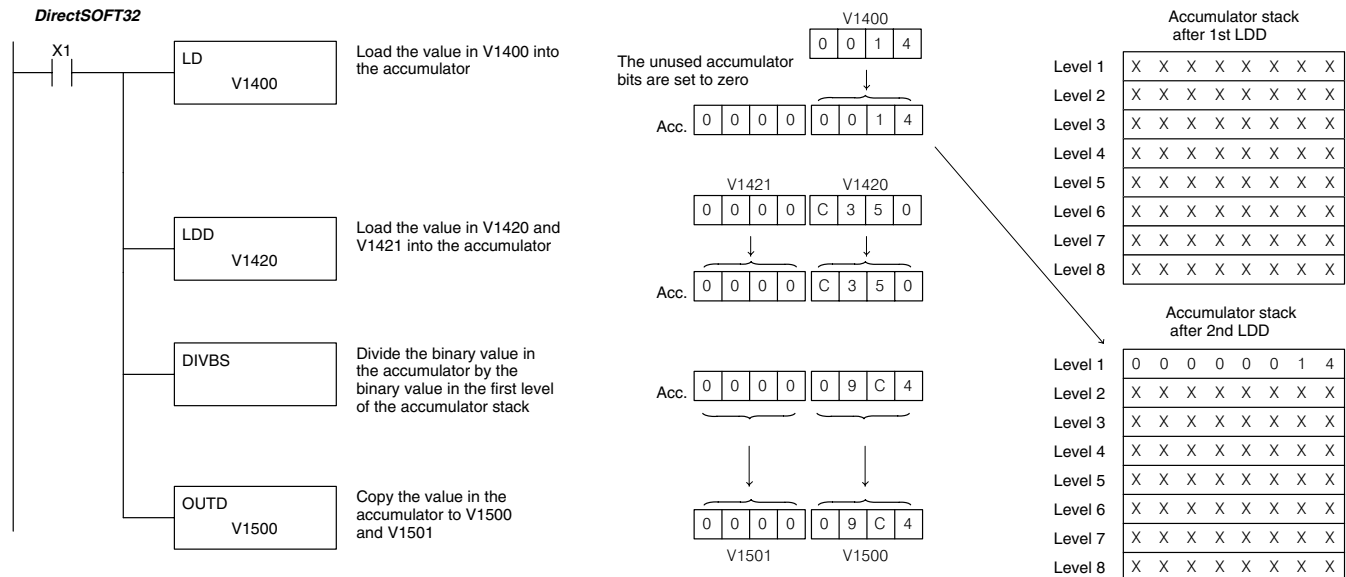 DirectSOFT32
X1
LD
V1400
Load the value in V1400 into
the accumulator
LDD
V1420
Load the value in V1420 and
V1421 into the accumulator
DIVBS
Divide the binary value in
the accumulator by the
binary value in the first level
of the accumulator stack
OUTD
V1500
Copy the value in the
accumulator to V1500
and V1501
V1400
0 0 1 4
The unused accumulator
bits are set to zero
Acc. 0 0 0 0 0 0 1 4
V1421 V1420
0 0 0 0 C 3 5 0
Acc. 0 0 0 0 C 3 5 0
Acc. 0 0 0 0 0 9 C 4
0 0 0 0 0 9 C 4
V1501 V1500
Accumulator stack
after 1st LDD
Level 1 X X X X X X X X
Level 2 X X X X X X X X
Level 3 X X X X X X X X
Level 4 X X X X X X X X
Level 5 X X X X X X X X
Level 6 X X X X X X X X
Level 7 X X X X X X X X
Level 8 X X X X X X X X
Accumulator stack
after 2nd LDD
Level 1 0 0 0 0 0 0 1 4
Level 2 X X X X X X X X
Level 3 X X X X X X X X
Level 4 X X X X X X X X
Level 5 X X X X X X X X
Level 6 X X X X X X X X
Level 7 X X X X X X X X
Level 8 X X X X X X X X